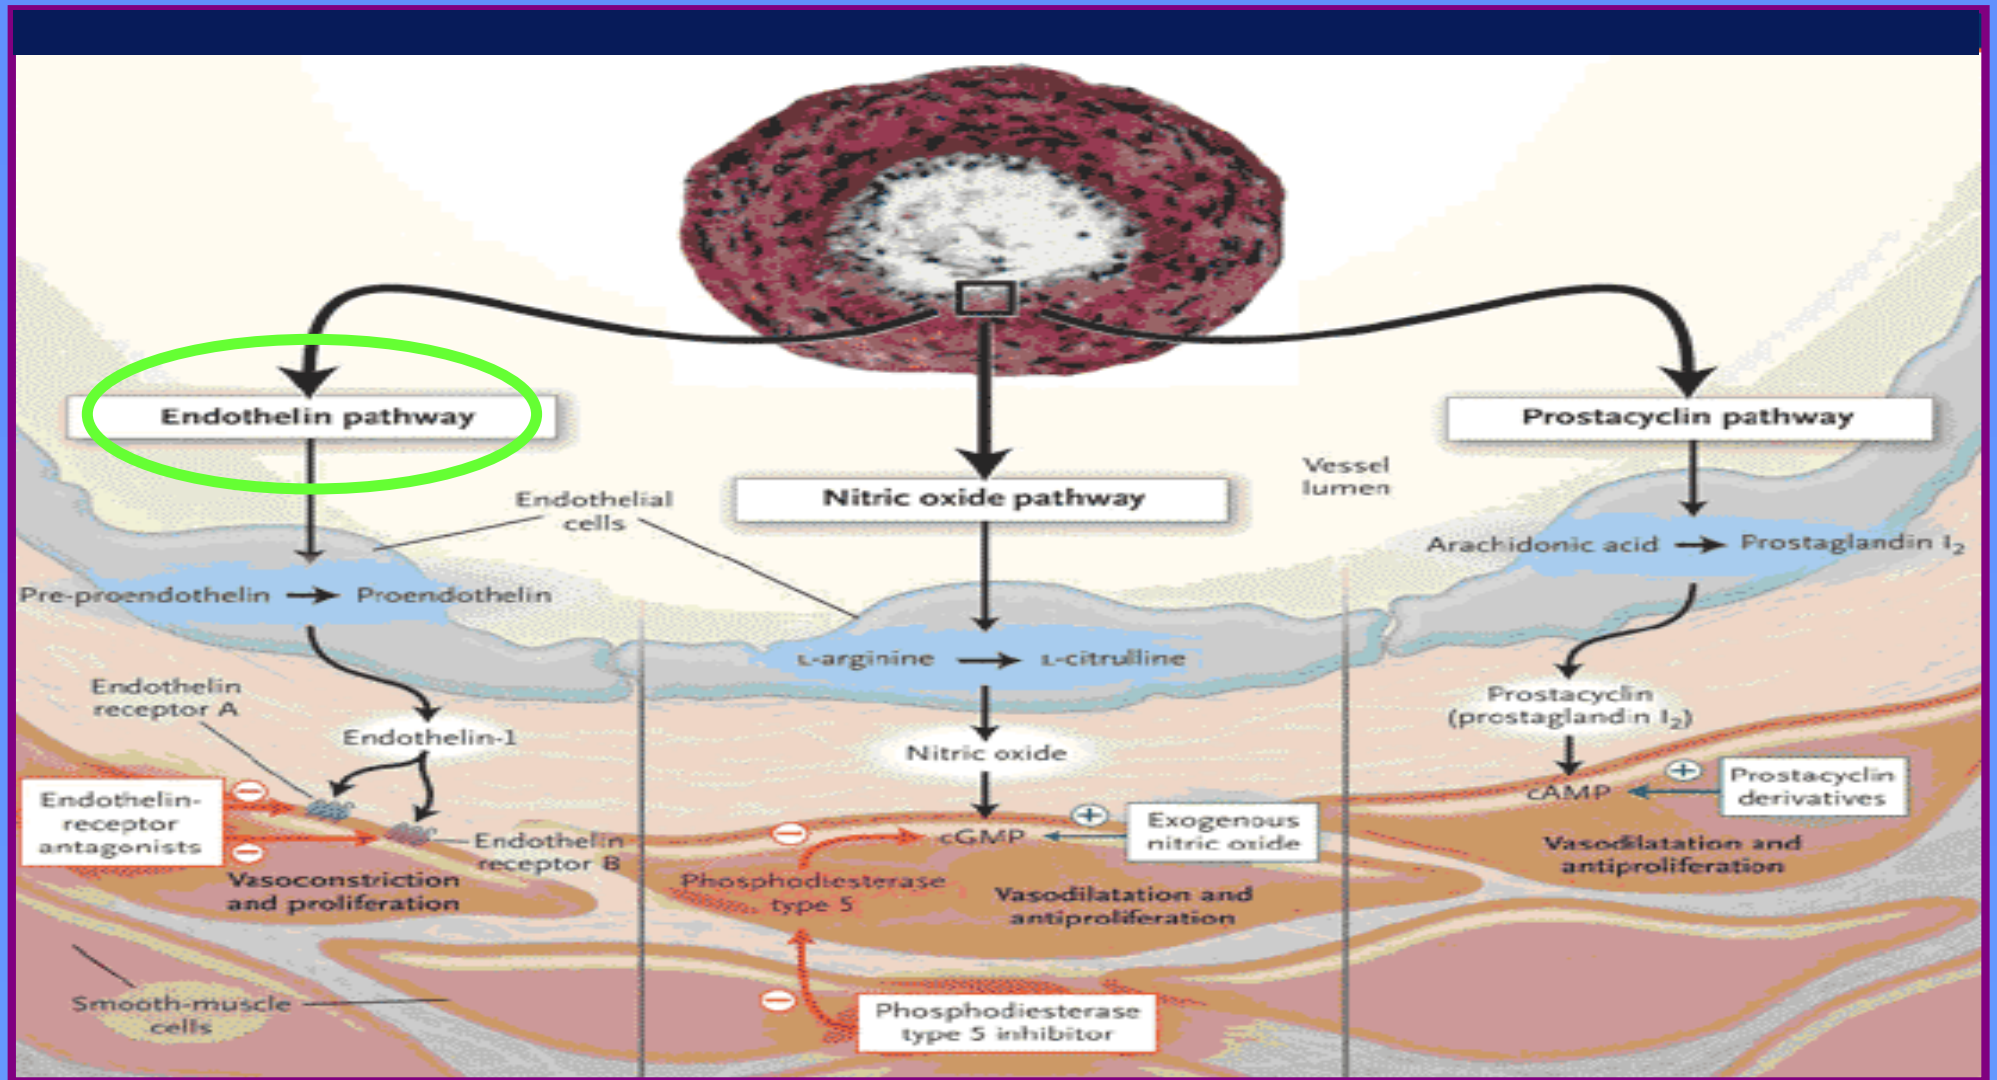 Endothelin pathway
Nitric oxide pathway
Prostacyclin pathway
Endothelial
cells
Vessel
lumen
Pre-proendothelin → Proendothelin
L-arginine → L-citrulline
Arachidonic acid → Prostaglandin I₂
Endothelin
receptor A
Endothelin-1
Endothelin-
receptor
antagonists
−
−
Endothelin
receptor B
Vasoconstriction
and proliferation
Smooth-muscle
cells
Nitric oxide
cGMP
−
+
Exogenous
nitric oxide
Phosphodiesterase
type 5
Vasodilatation and
antiproliferation
−
Phosphodiesterase
type 5 inhibitor
Prostacyclin
(prostaglandin I₂)
cAMP
+
Prostacyclin
derivatives
Vasodilatation and
antiproliferation